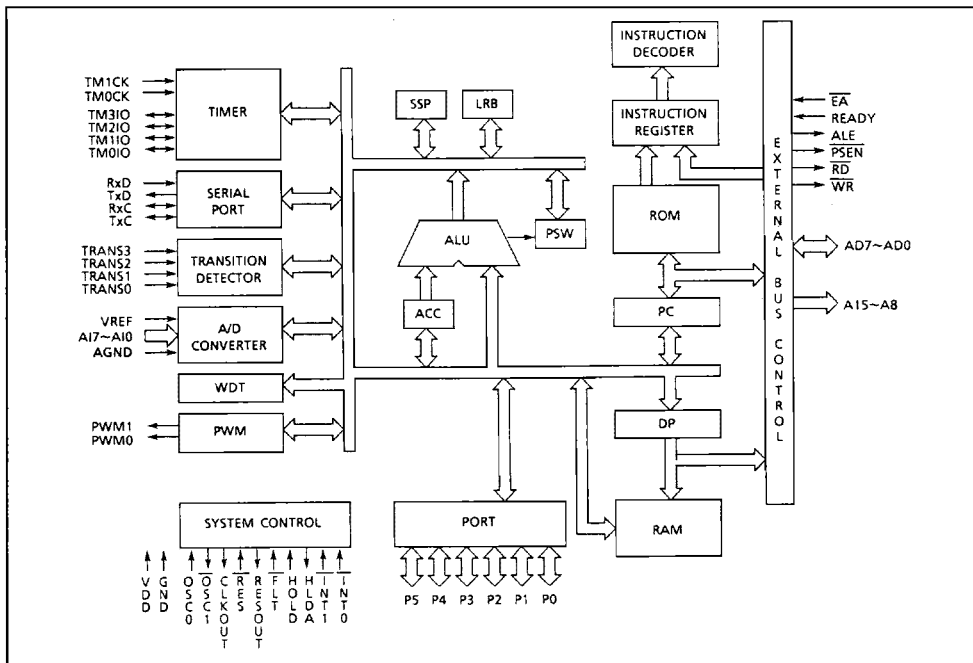 TM1CK
TM0CK
TM3IO
TM2IO
TM1IO
TM0IO
TIMER
RxD
TxD
RxC
TxC
SERIAL
PORT
TRANS3
TRANS2
TRANS1
TRANS0
TRANSITION
DETECTOR
VREF
AI7~AI0
AGND
A/D
CONVERTER
WDT
PWM1
PWM0
PWM
SSP
LRB
ALU
PSW
ACC
INSTRUCTION
DECODER
INSTRUCTION
REGISTER
ROM
PC
DP
RAM
PORT
P5
P4
P3
P2
P1
P0
EXTERNAL BUS CONTROL
EA
READY
ALE
PSEN
RD
WR
AD7~AD0
A15~A8
SYSTEM CONTROL
VDD
GND
OSC0
OSC1
CLKOUT
RES
RESOUT
FLT
HOLD
HLDA
INT1
INT0